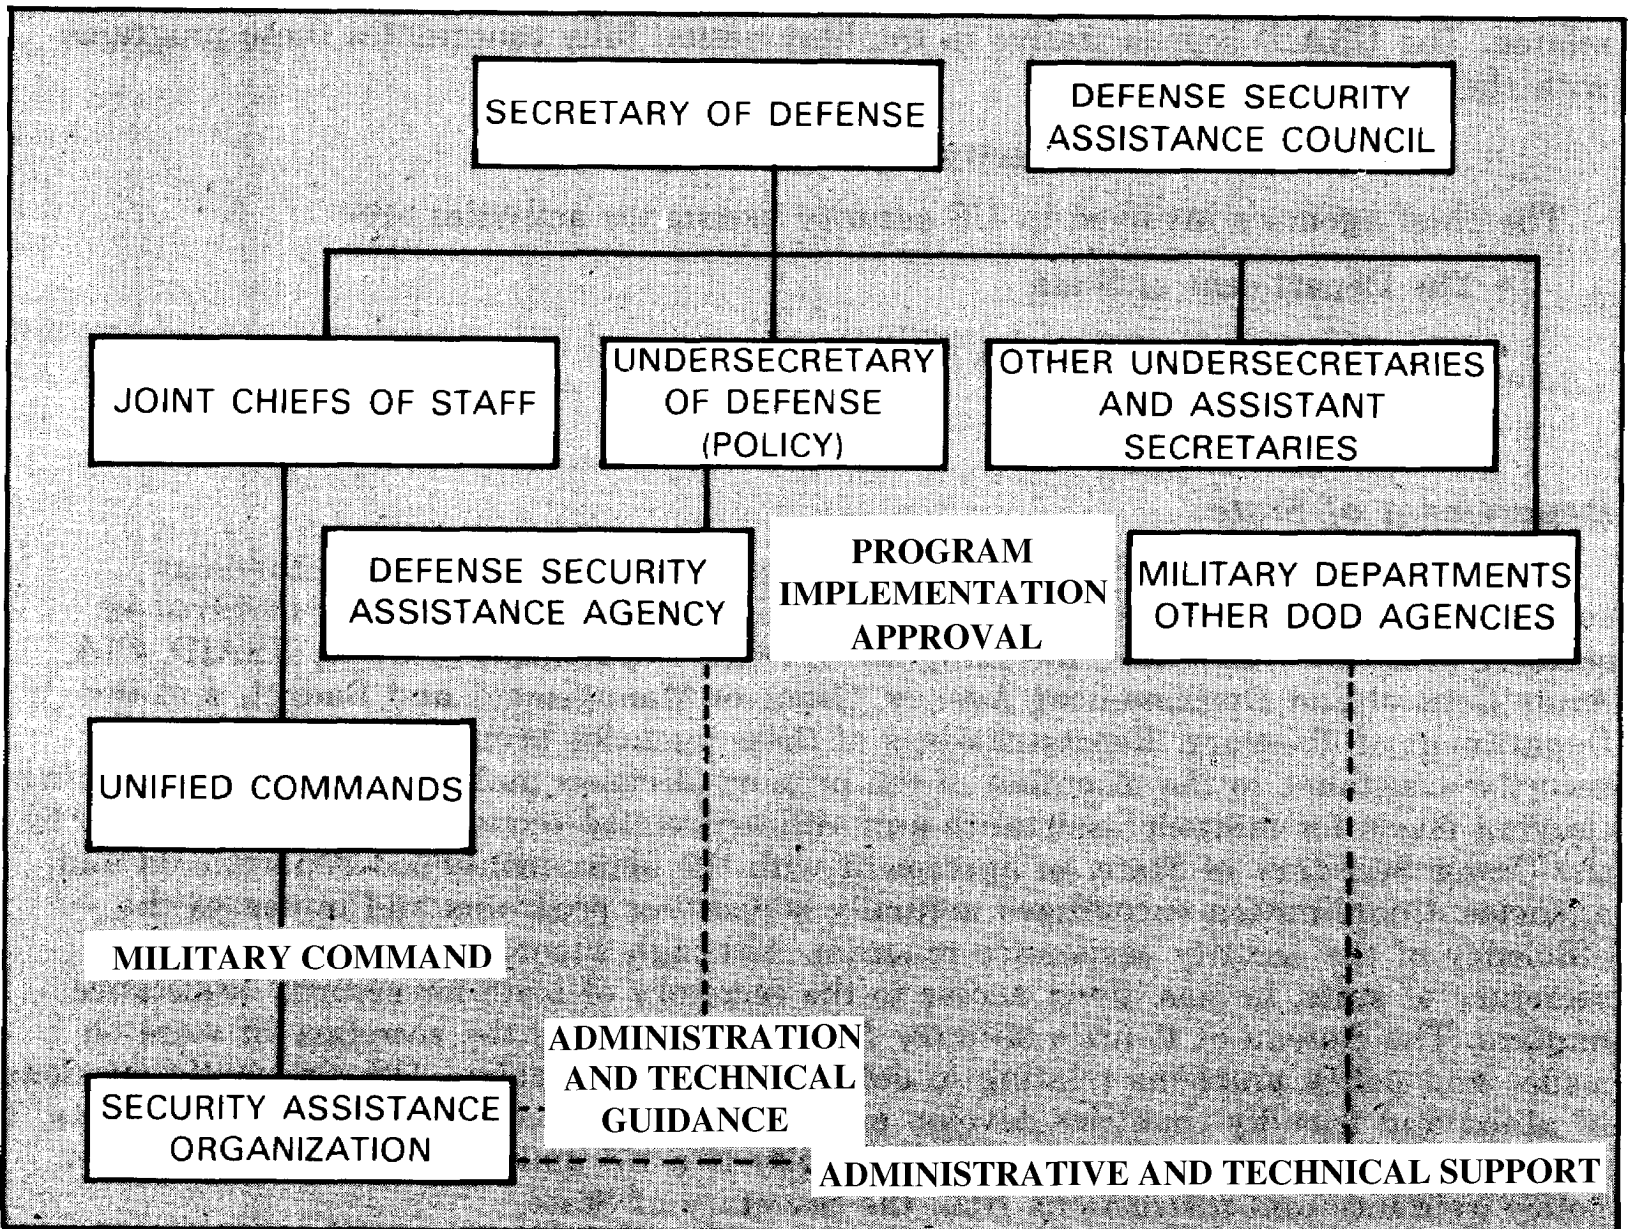 SECRETARY OF DEFENSE
DEFENSE SECURITY
ASSISTANCE COUNCIL
JOINT CHIEFS OF STAFF
UNDERSECRETARY
OF DEFENSE
(POLICY)
OTHER UNDERSECRETARIES
AND ASSISTANT
SECRETARIES
DEFENSE SECURITY
ASSISTANCE AGENCY
PROGRAM
IMPLEMENTATION
APPROVAL
MILITARY DEPARTMENTS
OTHER DOD AGENCIES
UNIFIED COMMANDS
MILITARY COMMAND
ADMINISTRATION
AND TECHNICAL
GUIDANCE
SECURITY ASSISTANCE
ORGANIZATION
ADMINISTRATIVE AND TECHNICAL SUPPORT